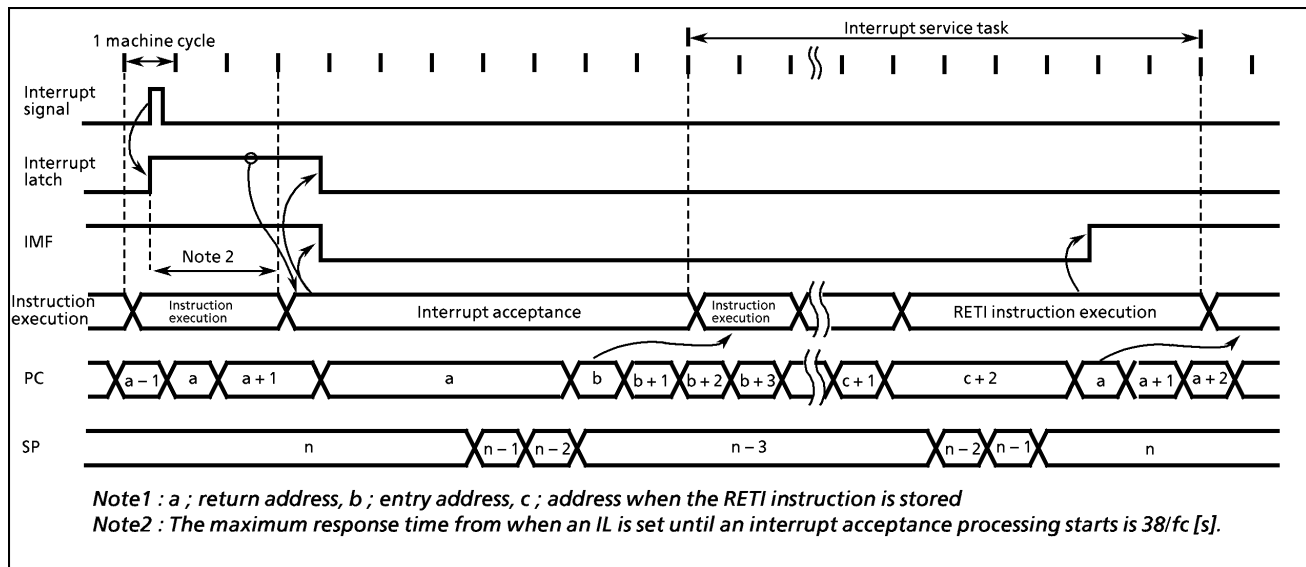 Interrupt service task
1 machine cycle
Interrupt
signal
Interrupt
latch
IMF
Note 2
Instruction
execution
Instruction
execution
Interrupt acceptance
Instruction
execution
RETI instruction execution
PC
a – 1
a
a + 1
a
b
b + 1
b + 2
b + 3
c + 1
c + 2
a
a + 1
a + 2
SP
n
n – 1
n – 2
n – 3
n – 2
n – 1
n
Note1 : a ; return address, b ; entry address, c ; address when the RETI instruction is stored
Note2 : The maximum response time from when an IL is set until an interrupt acceptance processing starts is 38/fc [s].